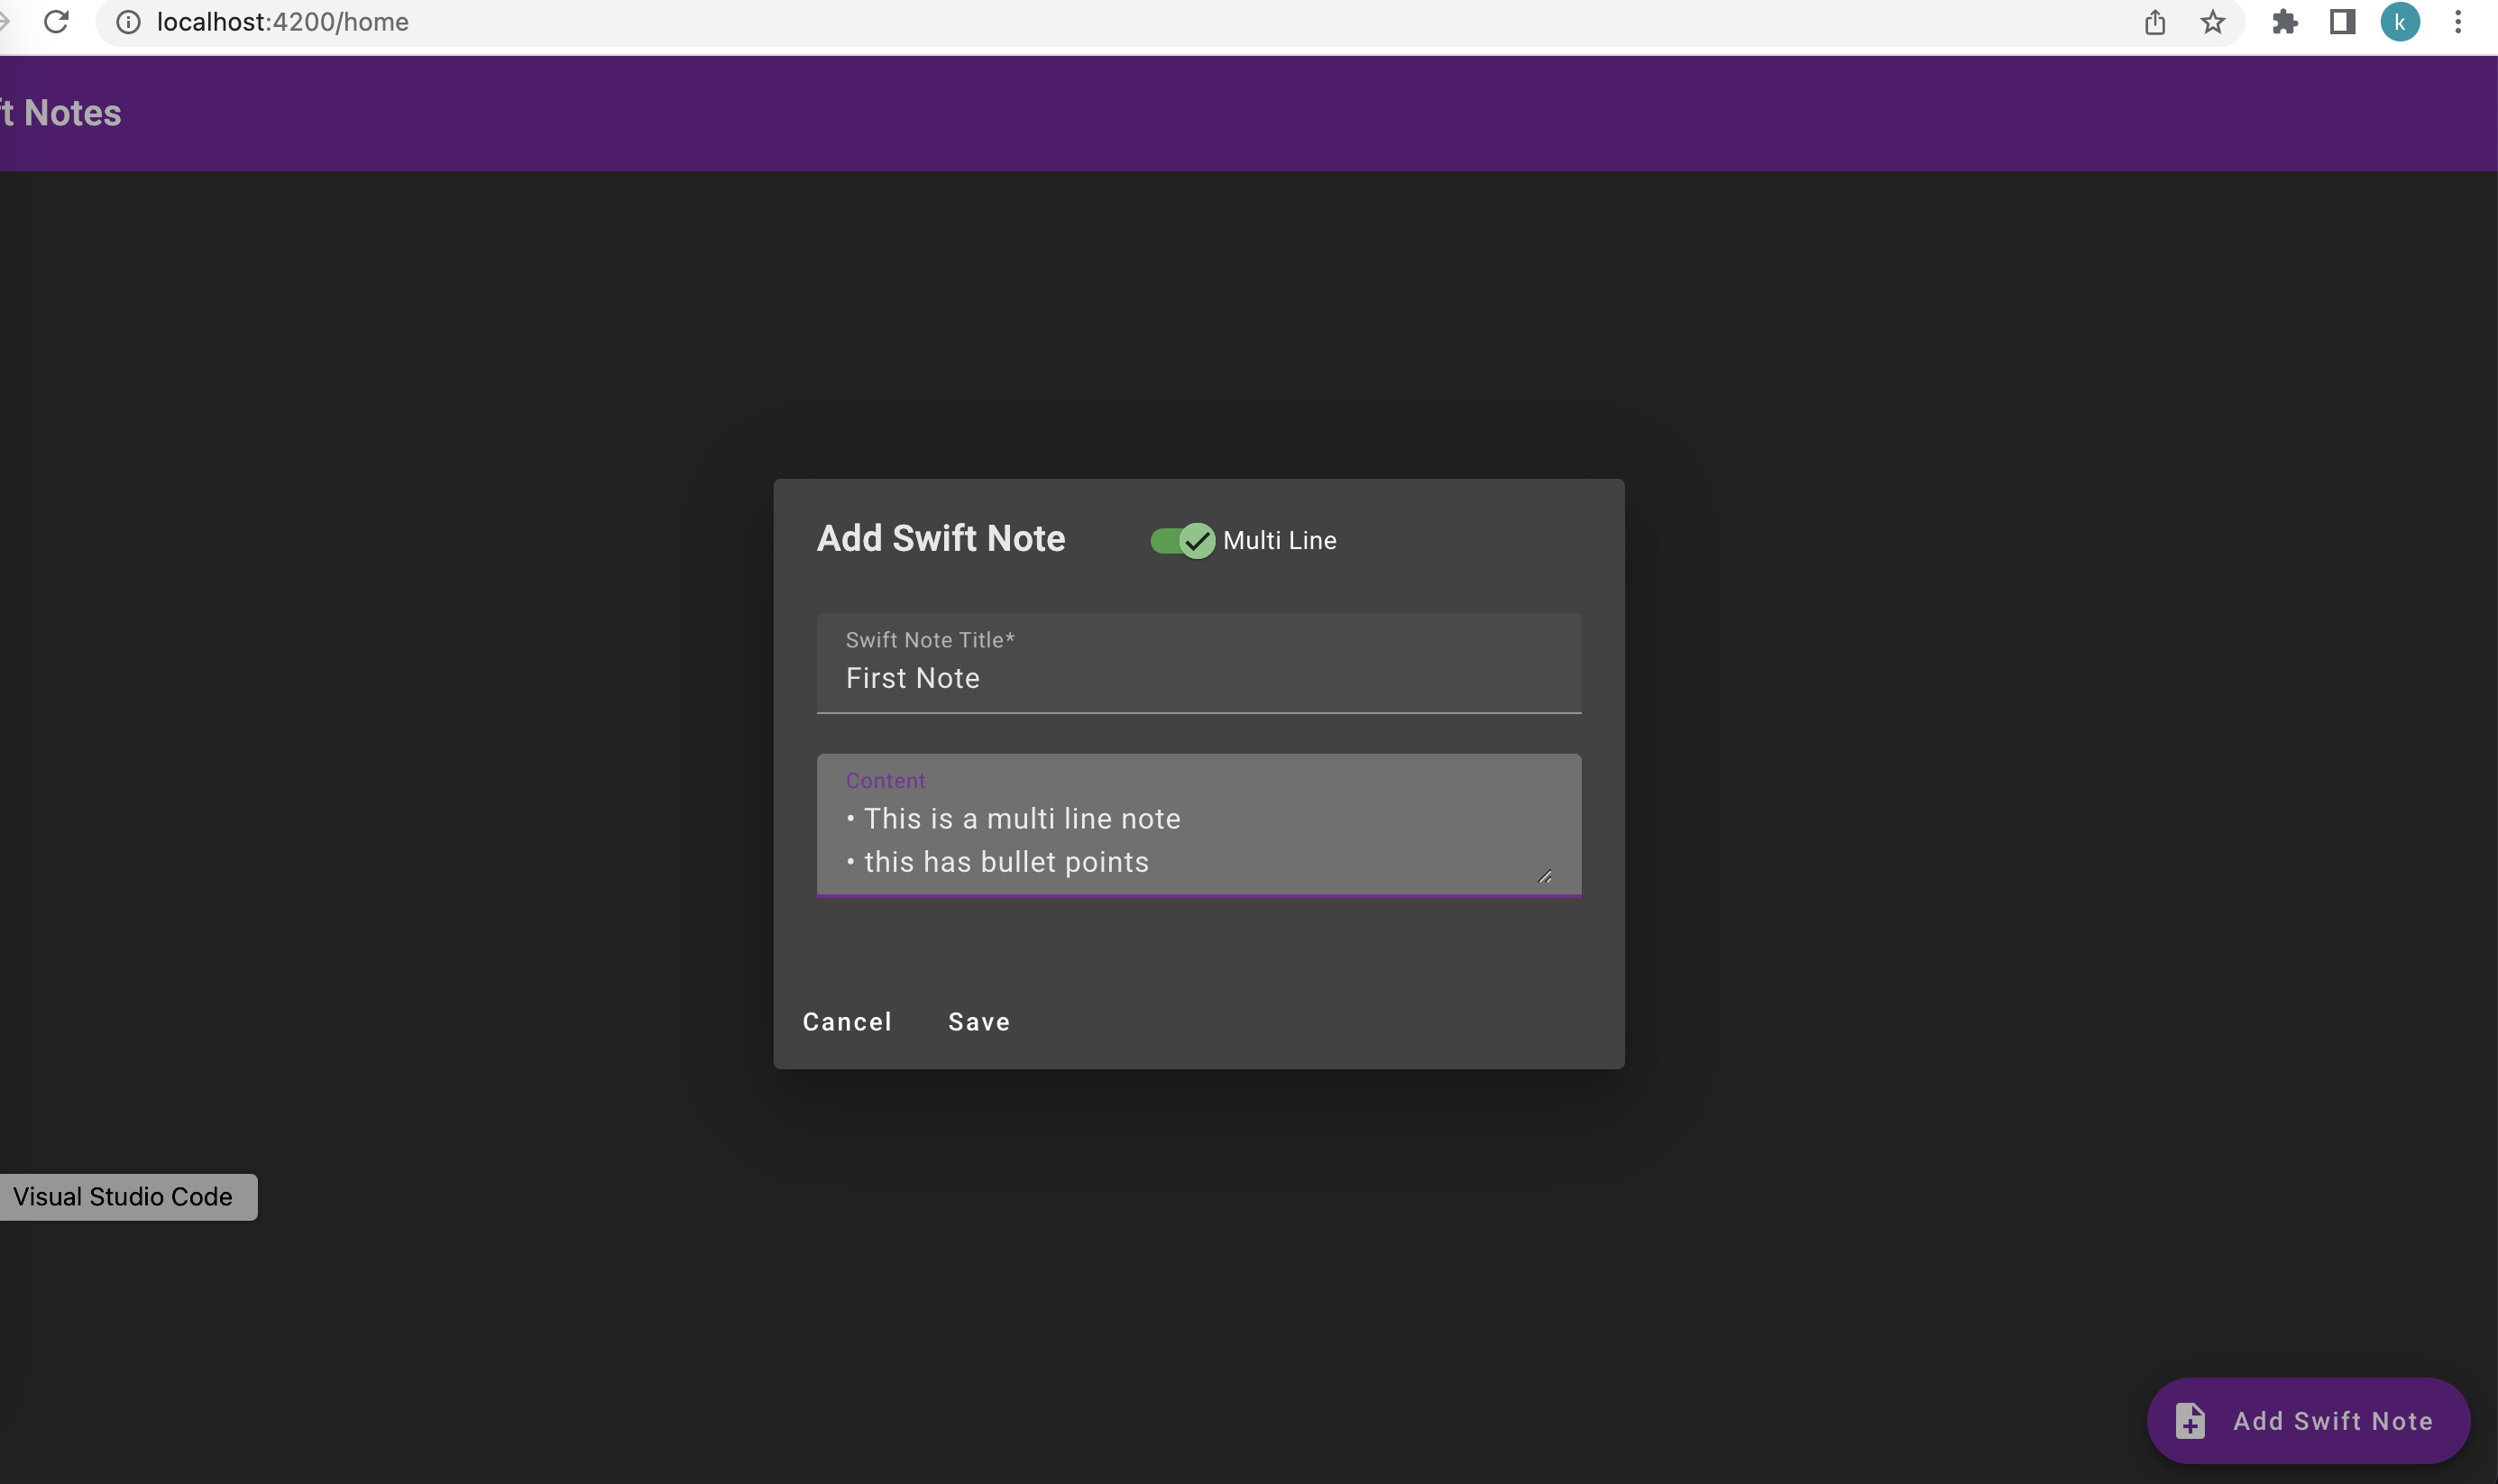 localhost:4200/home
k
t Notes
Add Swift Note
Multi Line
Swift Note Title*
First Note
Content
• This is a multi line note
• this has bullet points
Cancel Save
Visual Studio Code
Add Swift Note